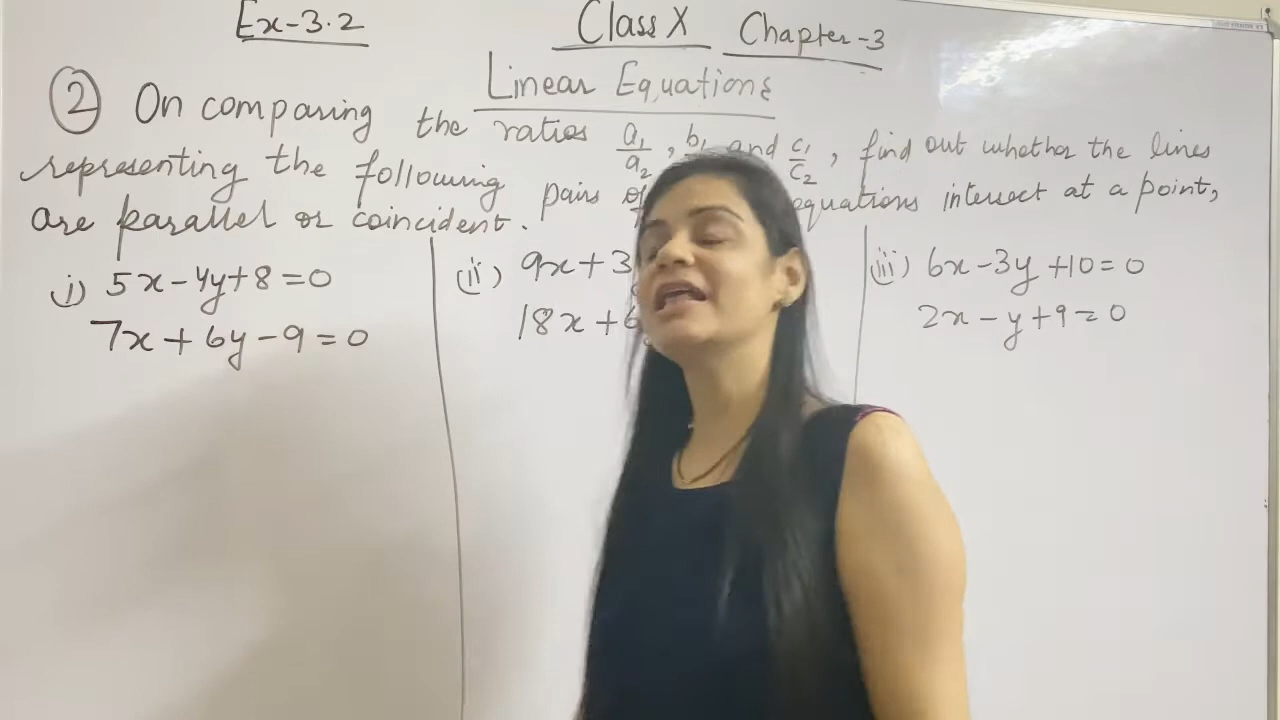 Ex-3.2
Class X Chapter-3
Linear Equations
② On comparing the ratios a₁/a₂, b₁ and c₁/c₂, find out whether the lines
representing the following pairs of equations intersect at a point,
are parallel or coincident.
i) 5x-4y+8=0
7x+6y-9=0
(ii) 9x+3
18x+6
(iii) 6x-3y+10=0
2x-y+9=0